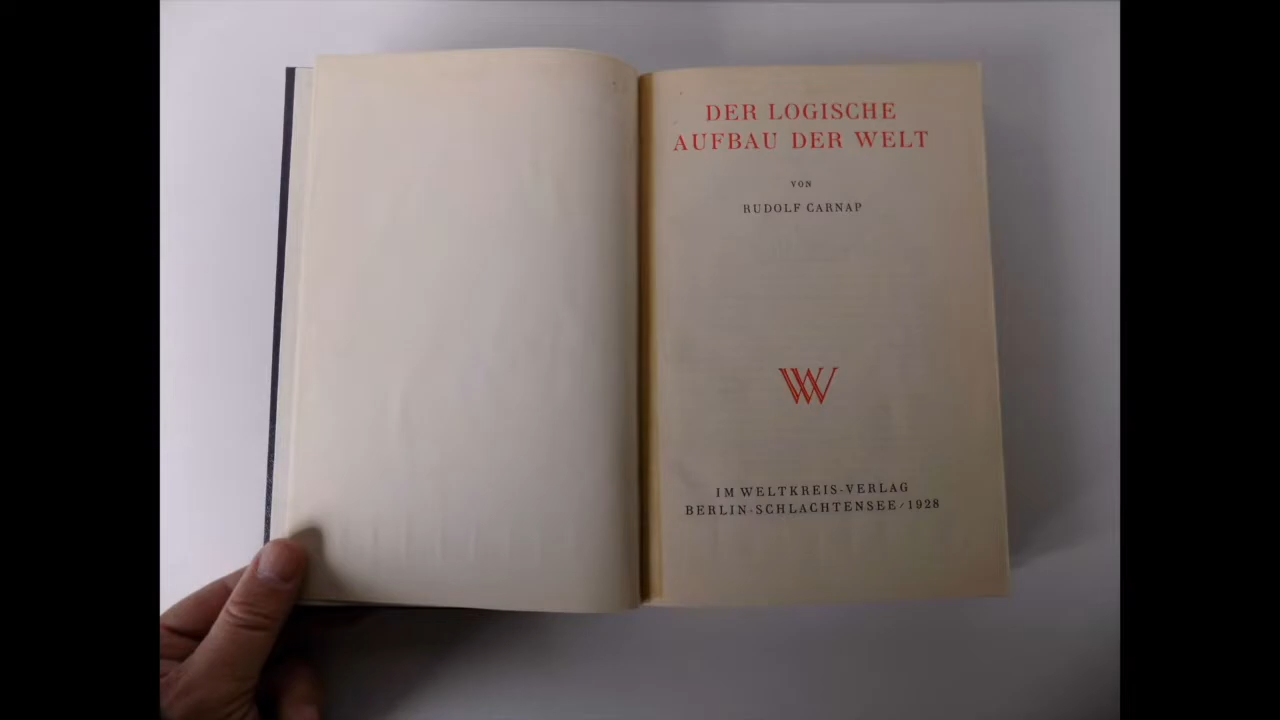 DER LOGISCHE
AUFBAU DER WELT
VON
RUDOLF CARNAP
W
IM WELTKREIS-VERLAG
BERLIN-SCHLACHTENSEE/1928